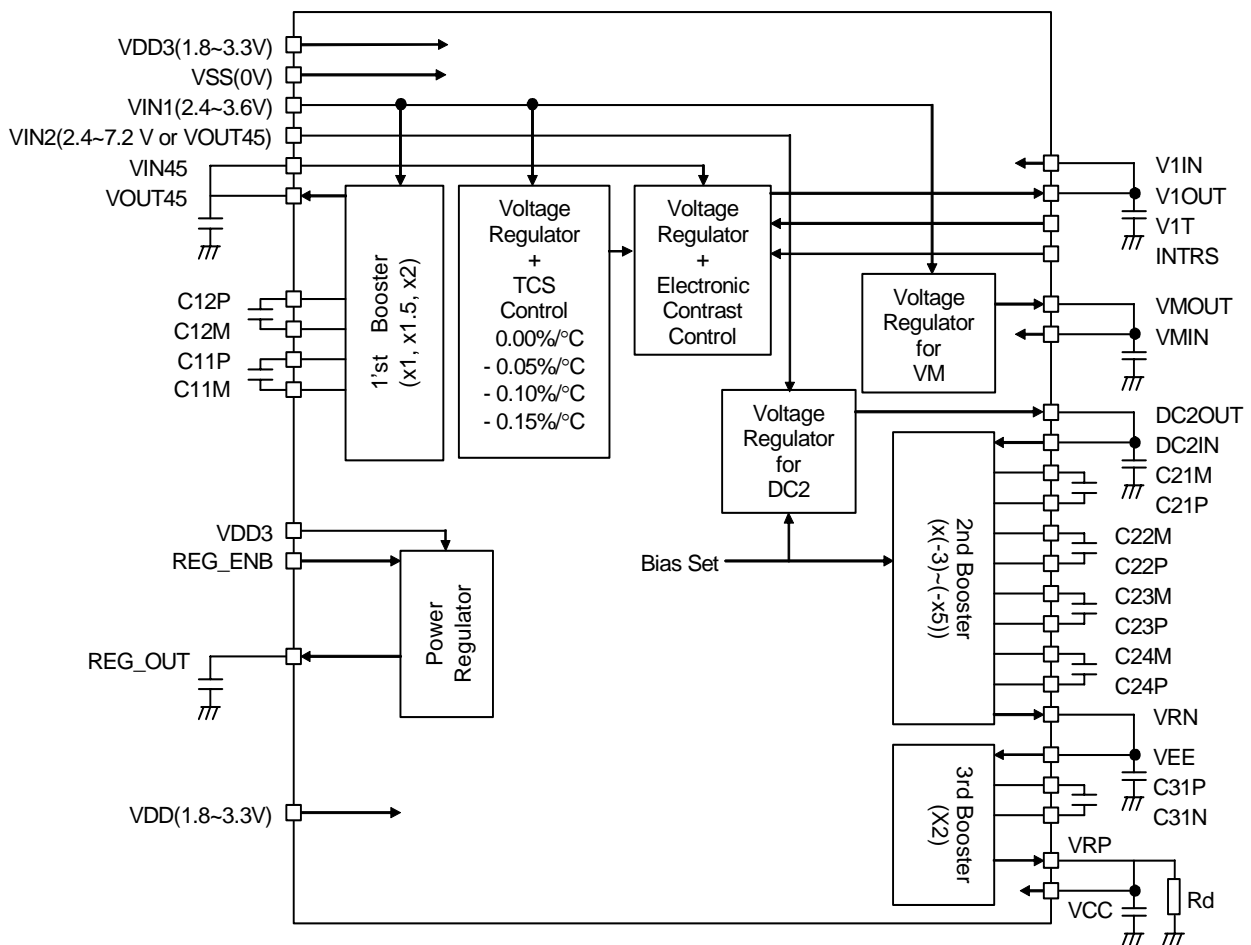 VDD3(1.8~3.3V)
VSS(0V)
VIN1(2.4~3.6V)
VIN2(2.4~7.2 V or VOUT45)
VIN45
VOUT45
C12P
C12M
C11P
C11M
VDD3
REG_ENB
REG_OUT
VDD(1.8~3.3V)
1'st Booster
(x1, x1.5, x2)
Voltage
Regulator
+
TCS
Control
0.00%/°C
- 0.05%/°C
- 0.10%/°C
- 0.15%/°C
Voltage
Regulator
+
Electronic
Contrast
Control
Voltage
Regulator
for
VM
Voltage
Regulator
for
DC2
Power
Regulator
Bias Set
2nd Booster
(x(-3)~(-x5))
3rd Booster
(X2)
V1IN
V1OUT
V1T
INTRS
VMOUT
VMIN
DC2OUT
DC2IN
C21M
C21P
C22M
C22P
C23M
C23P
C24M
C24P
VRN
VEE
C31P
C31N
VRP
VCC
Rd